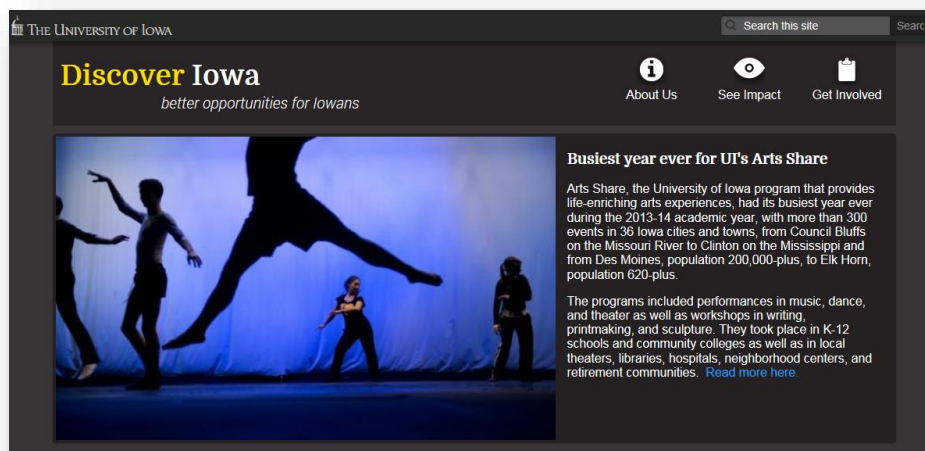 THE UNIVERSITY OF IOWA
Search this site
Searc
Discover Iowa
better opportunities for Iowans
About Us
See Impact
Get Involved
Busiest year ever for UI's Arts Share
Arts Share, the University of Iowa program that provides
life-enriching arts experiences, had its busiest year ever
during the 2013-14 academic year, with more than 300
events in 36 Iowa cities and towns, from Council Bluffs
on the Missouri River to Clinton on the Mississippi and
from Des Moines, population 200,000-plus, to Elk Horn,
population 620-plus.
The programs included performances in music, dance,
and theater as well as workshops in writing,
printmaking, and sculpture. They took place in K-12
schools and community colleges as well as in local
theaters, libraries, hospitals, neighborhood centers, and
retirement communities. Read more here.